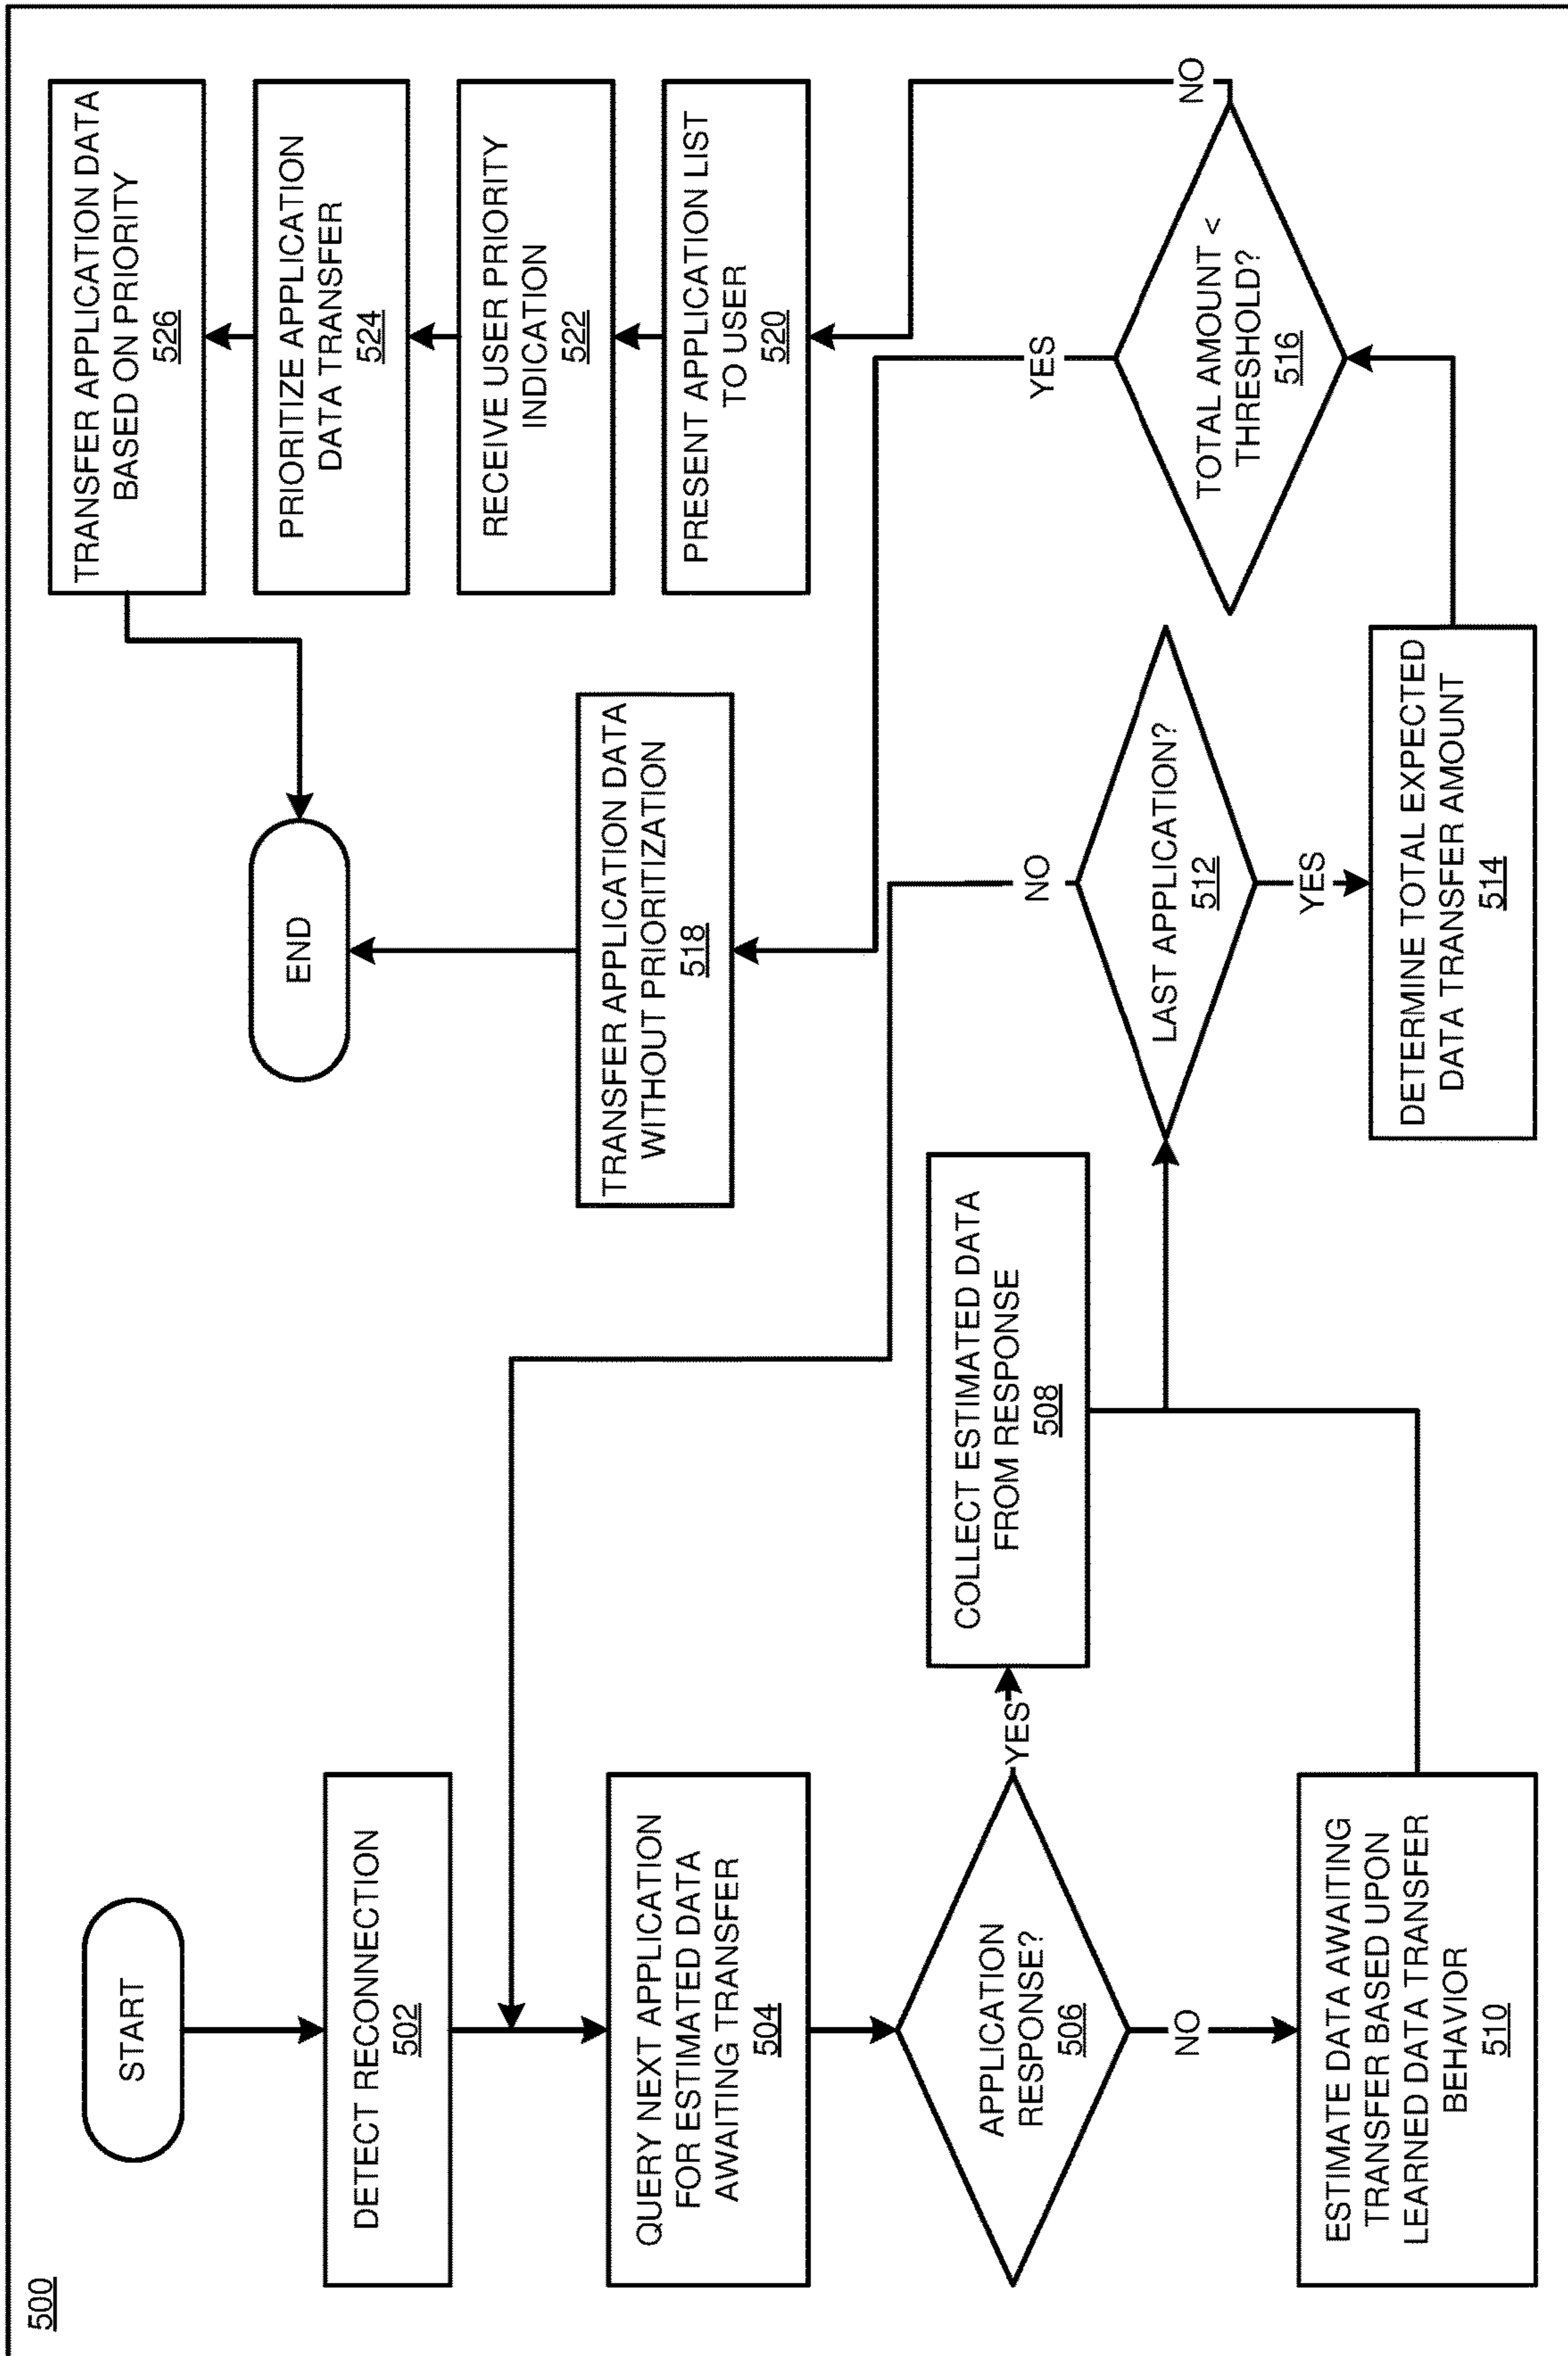 500
START
DETECT RECONNECTION
502
QUERY NEXT APPLICATION
FOR ESTIMATED DATA
AWAITING TRANSFER
504
APPLICATION
RESPONSE?
506
YES
NO
COLLECT ESTIMATED DATA
FROM RESPONSE
508
ESTIMATE DATA AWAITING
TRANSFER BASED UPON
LEARNED DATA TRANSFER
BEHAVIOR
510
LAST APPLICATION?
512
NO
YES
DETERMINE TOTAL EXPECTED
DATA TRANSFER AMOUNT
514
TOTAL AMOUNT <
THRESHOLD?
516
YES
NO
TRANSFER APPLICATION DATA
WITHOUT PRIORITIZATION
518
PRESENT APPLICATION LIST
TO USER
520
RECEIVE USER PRIORITY
INDICATION
522
PRIORITIZE APPLICATION
DATA TRANSFER
524
TRANSFER APPLICATION DATA
BASED ON PRIORITY
526
END